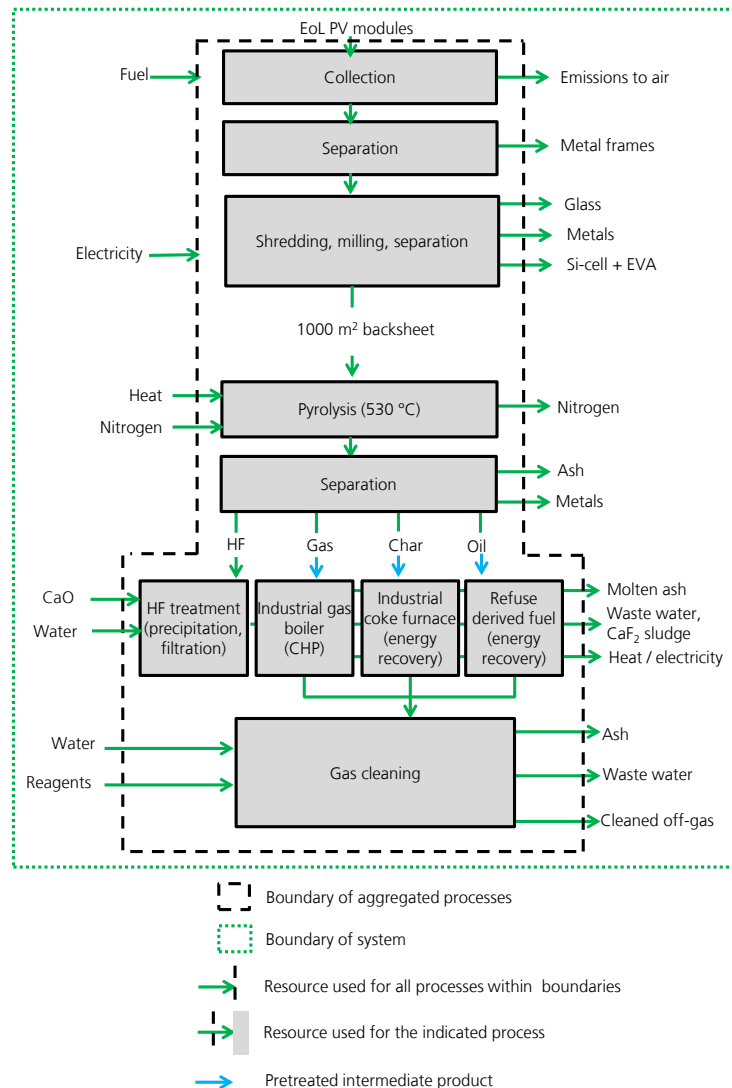 EoL PV modules
Fuel
Collection
Emissions to air
Separation
Metal frames
Glass
Electricity
Shredding, milling, separation
Metals
Si-cell + EVA
1000 m² backsheet
Heat
Nitrogen
Pyrolysis (530 °C)
Nitrogen
Separation
Ash
Metals
HF
Gas
Char
Oil
CaO
Water
HF treatment
(precipitation,
filtration)
Industrial gas
boiler
(CHP)
Industrial
coke furnace
(energy
recovery)
Refuse
derived fuel
(energy
recovery)
Molten ash
Waste water,
CaF₂ sludge
Heat / electricity
Water
Reagents
Gas cleaning
Ash
Waste water
Cleaned off-gas
Boundary of aggregated processes
Boundary of system
Resource used for all processes within boundaries
Resource used for the indicated process
Pretreated intermediate product